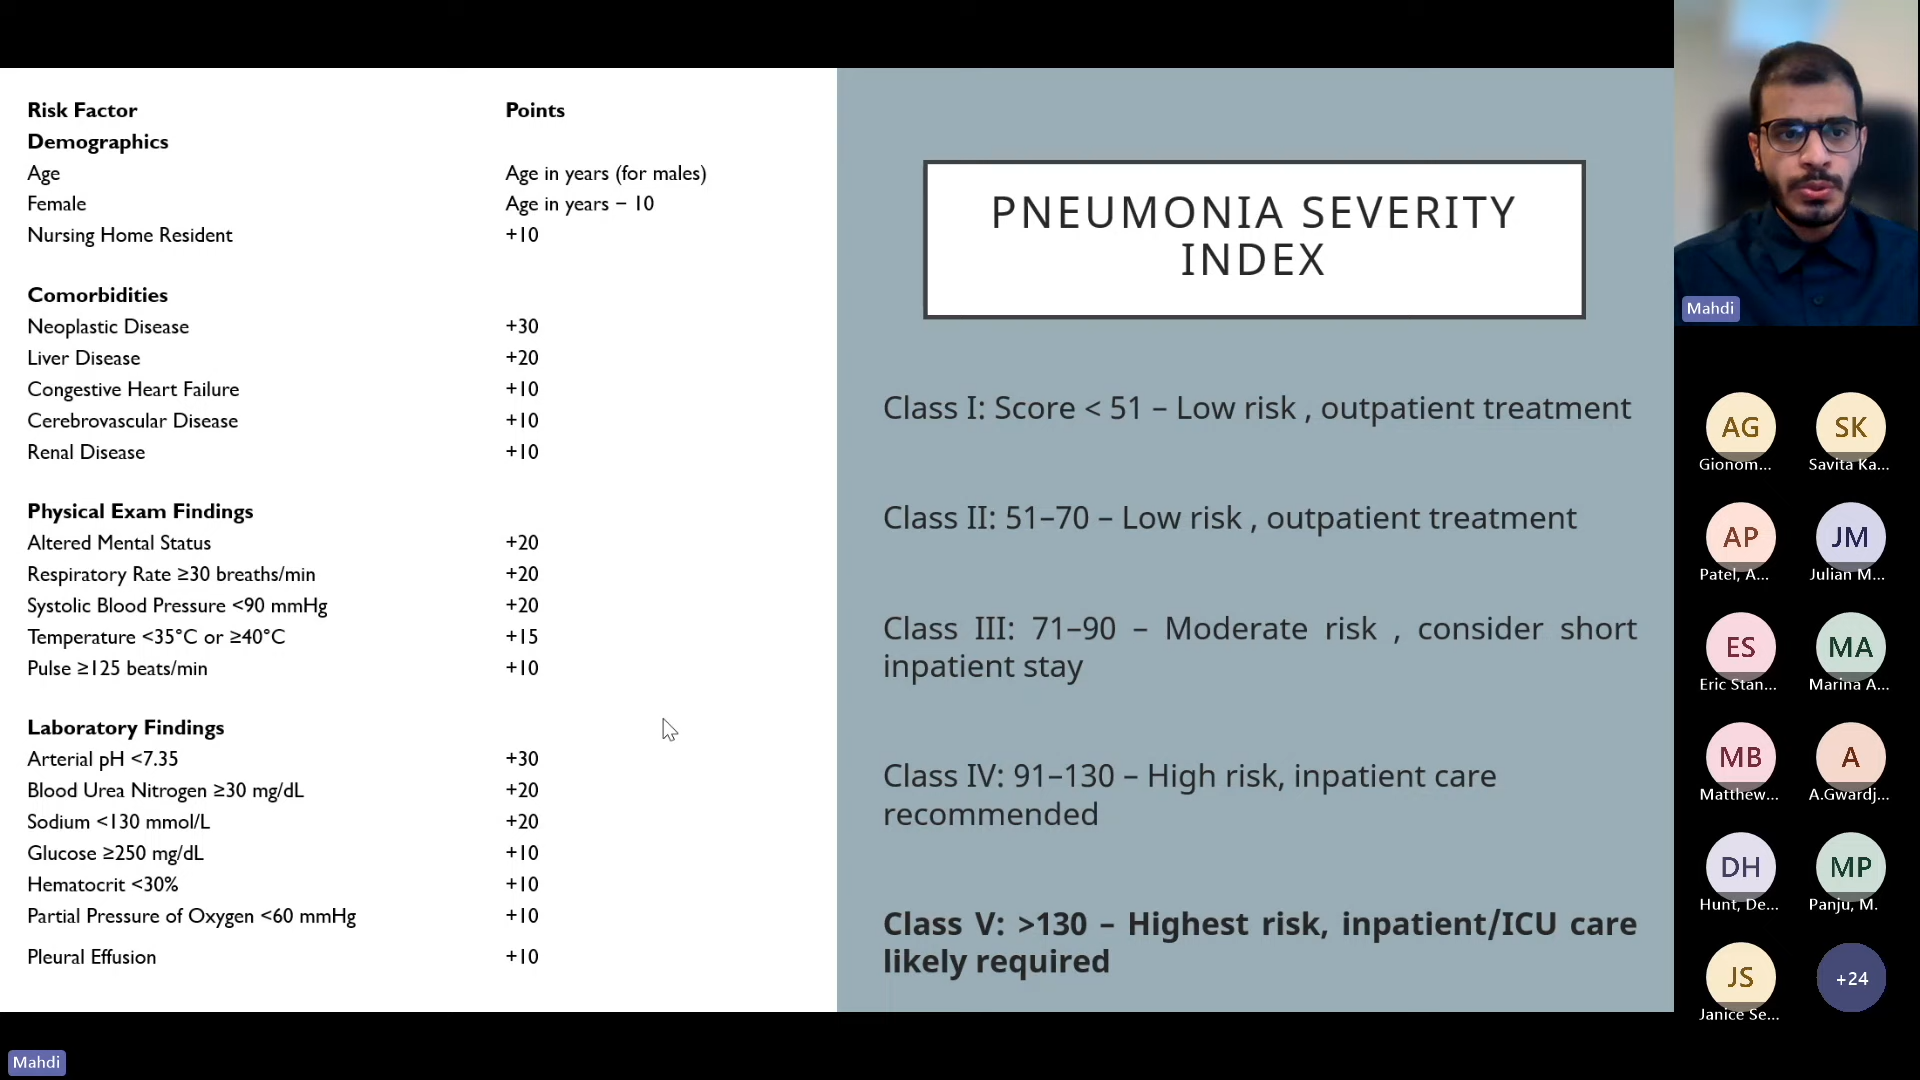 Risk Factor Points
Demographics
Age Age in years (for males)
Female Age in years − 10
Nursing Home Resident +10
Comorbidities
Neoplastic Disease +30
Liver Disease +20
Congestive Heart Failure +10
Cerebrovascular Disease +10
Renal Disease +10
Physical Exam Findings
Altered Mental Status +20
Respiratory Rate ≥30 breaths/min +20
Systolic Blood Pressure <90 mmHg +20
Temperature <35°C or ≥40°C +15
Pulse ≥125 beats/min +10
Laboratory Findings
Arterial pH <7.35 +30
Blood Urea Nitrogen ≥30 mg/dL +20
Sodium <130 mmol/L +20
Glucose ≥250 mg/dL +10
Hematocrit <30% +10
Partial Pressure of Oxygen <60 mmHg +10
Pleural Effusion +10
PNEUMONIA SEVERITY
INDEX
Class I: Score < 51 – Low risk , outpatient treatment
Class II: 51–70 – Low risk , outpatient treatment
Class III: 71–90 – Moderate risk , consider short
inpatient stay
Class IV: 91–130 – High risk, inpatient care
recommended
Class V: >130 – Highest risk, inpatient/ICU care
likely required
Mahdi
AG SK
Gionom... Savita Ka...
AP JM
Patel, A... Julian M...
ES MA
Eric Stan... Marina A...
MB A
Matthew... A.Gwardj...
DH MP
Hunt, De... Panju, M.
JS +24
Janice Se...
Mahdi